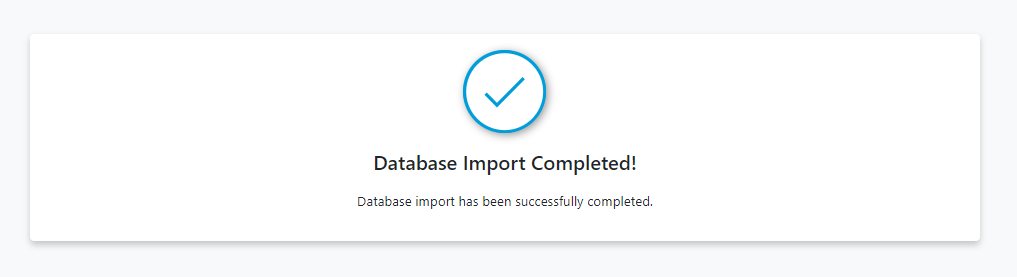 Database Import Completed!
Database import has been successfully completed.